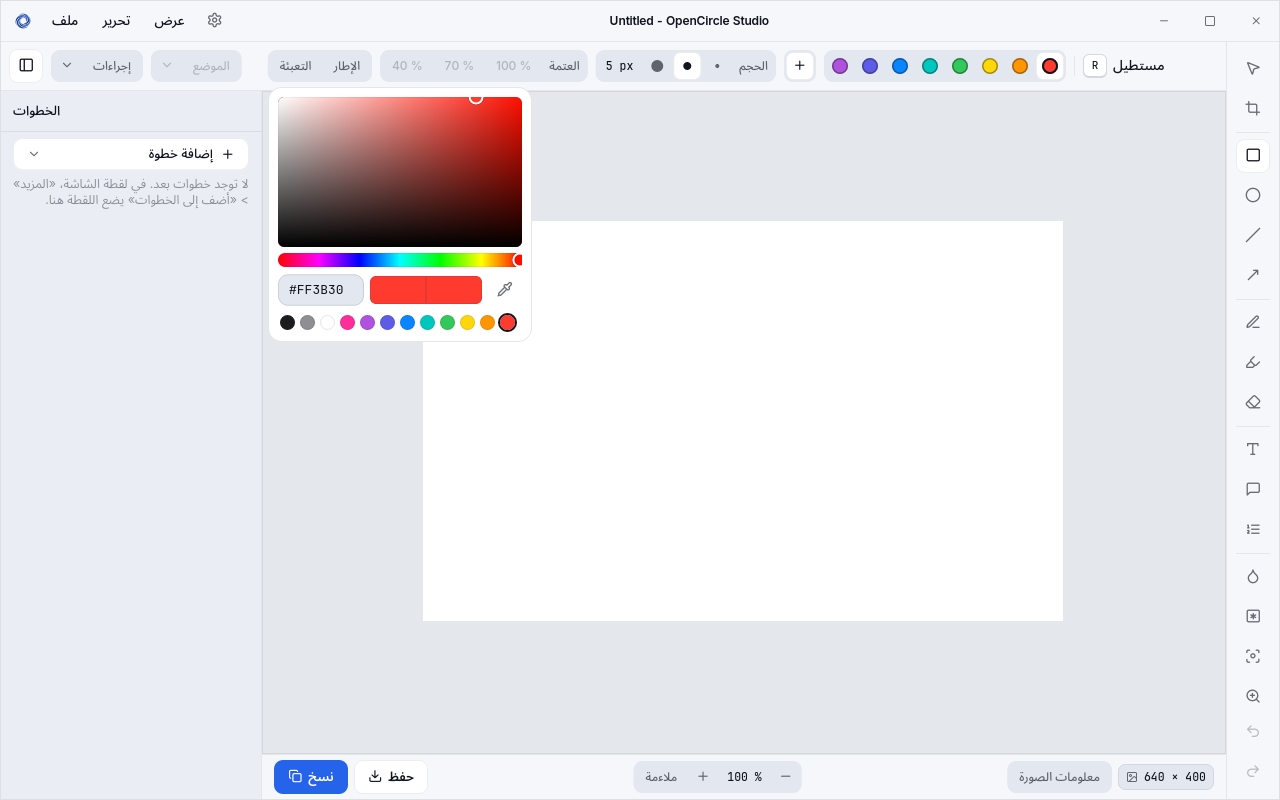 ملف
تحرير
عرض
Untitled - OpenCircle Studio
مستطيل
R
الحجم
5 px
العتمة
100 %
70 %
40 %
الإطار
التعبئة
الموضع
إجراءات
الخطوات
إضافة خطوة
لا توجد خطوات بعد. في لقطة الشاشة، «المزيد»
> «أضف إلى الخطوات» يضع اللقطة هنا.
#FF3B30
معلومات الصورة
640 × 400
ملاءمة
100 %
حفظ
نسخ